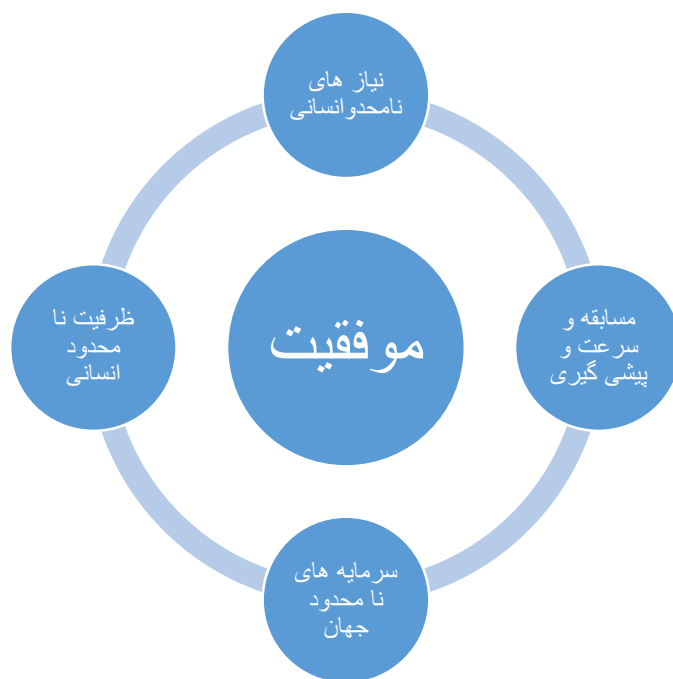 نیاز های
نامحدوانسانی
مسابقه و
سرعت و
پیشی گیری
سرمایه های
نا محدود
جهان
ظرفیت نا
محدود
انسانی
موفقیت